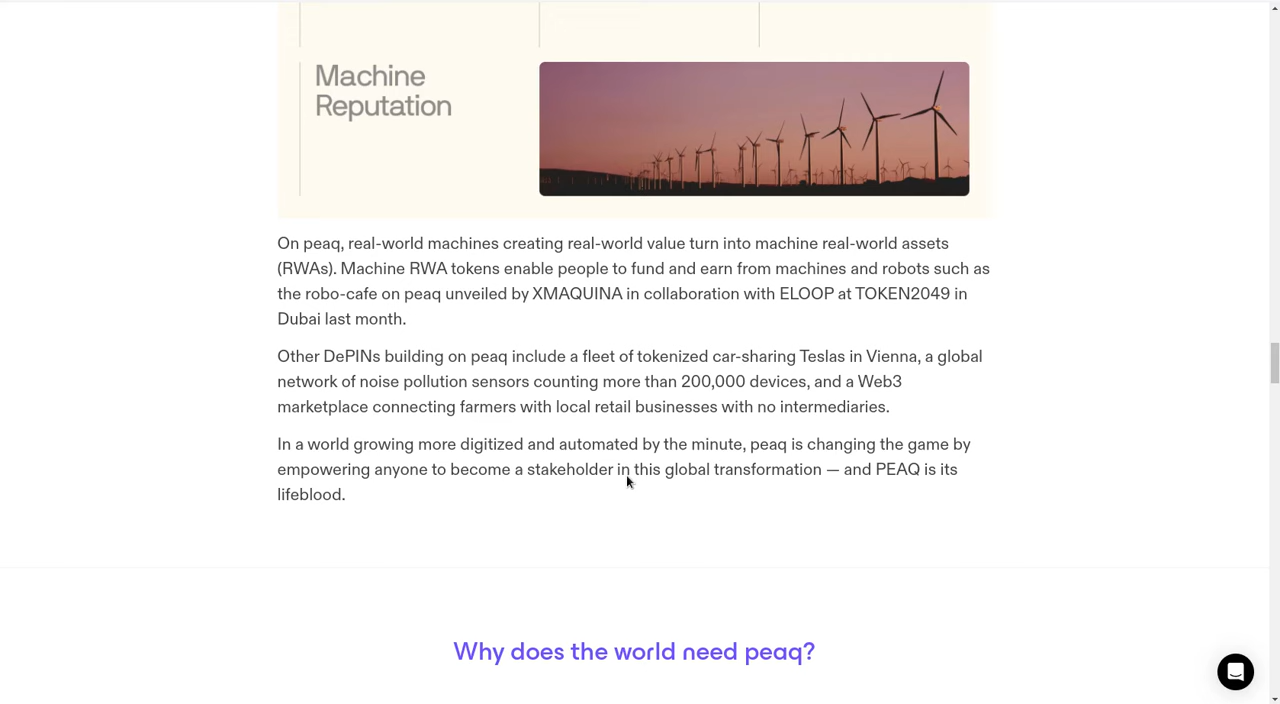 Machine
Reputation
On peaq, real-world machines creating real-world value turn into machine real-world assets
(RWAs). Machine RWA tokens enable people to fund and earn from machines and robots such as
the robo-cafe on peaq unveiled by XMAQUINA in collaboration with ELOOP at TOKEN2049 in
Dubai last month.
Other DePINs building on peaq include a fleet of tokenized car-sharing Teslas in Vienna, a global
network of noise pollution sensors counting more than 200,000 devices, and a Web3
marketplace connecting farmers with local retail businesses with no intermediaries.
In a world growing more digitized and automated by the minute, peaq is changing the game by
empowering anyone to become a stakeholder in this global transformation — and PEAQ is its
lifeblood.
Why does the world need peaq?